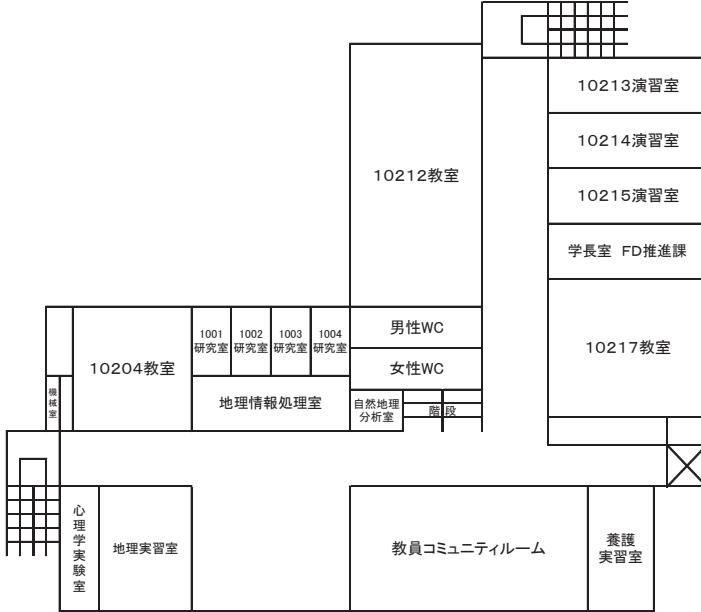 10213演習室
10214演習室
10212教室
10215演習室
学長室 FD推進課
男性WC
1001
研究室
1002
研究室
1003
研究室
1004
研究室
10217教室
10204教室
女性WC
機械室
地理情報処理室
自然地理
分析室
階段
心理学実験室
地理実習室
教員コミュニティルーム
養護
実習室